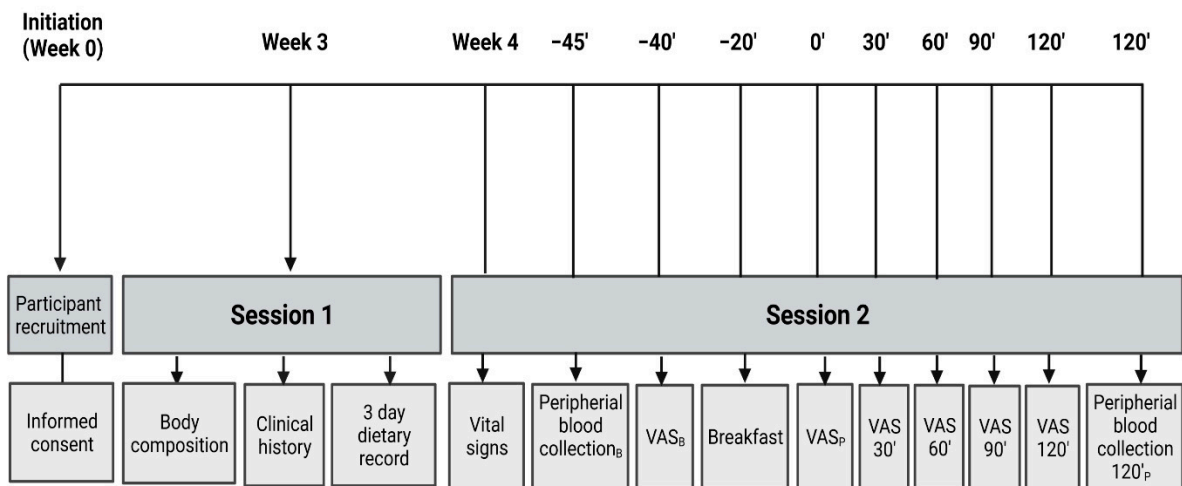 Initiation
(Week 0)
Week 3
Week 4
−45'
−40'
−20'
0'
30'
60'
90'
120'
120'
Participant
recruitment
Session 1
Session 2
Informed
consent
Body
composition
Clinical
history
3 day
dietary
record
Vital
signs
Peripherial
blood
collectionB
VASB
Breakfast
VASP
VAS
30'
VAS
60'
VAS
90'
VAS
120'
Peripherial
blood
collection
120'P